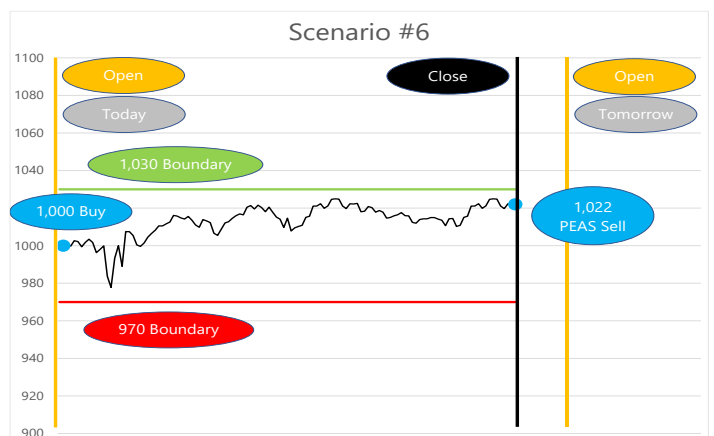 Scenario #6
1100
1080
1060
1040
1000
980
960
940
920
900
Open
Today
Close
Open
Tomorrow
1,030 Boundary
1,000 Buy
1,022
PEAS Sell
970 Boundary